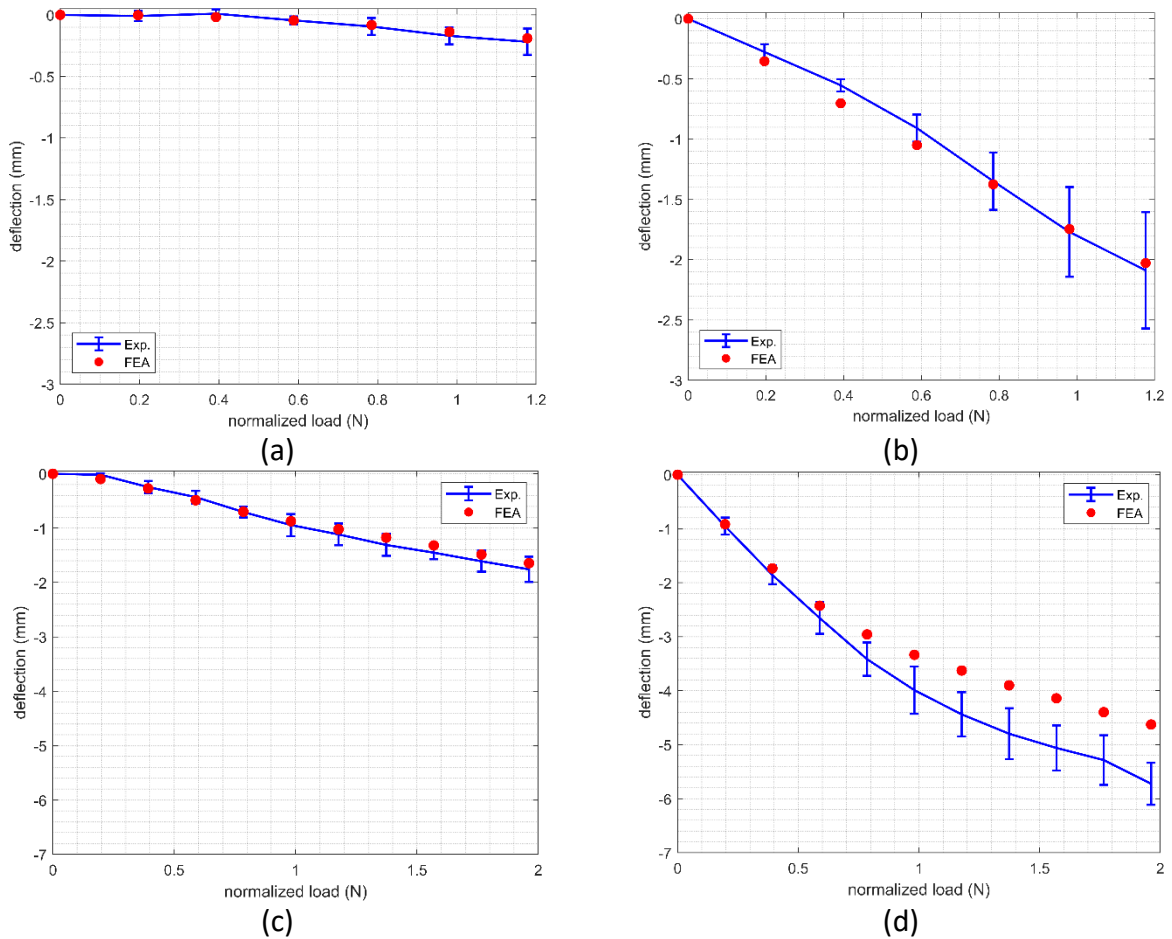 0
-0.5
-1
-1.5
-2
-2.5
-3
deflection (mm)
Exp.
FEA
0 0.2 0.4 0.6 0.8 1 1.2
normalized load (N)
(a)
0
-0.5
-1
-1.5
-2
-2.5
-3
deflection (mm)
Exp.
FEA
0 0.2 0.4 0.6 0.8 1 1.2
normalized load (N)
(b)
0
-1
-2
-3
-4
-5
-6
-7
deflection (mm)
Exp.
FEA
0 0.5 1 1.5 2
normalized load (N)
(c)
0
-1
-2
-3
-4
-5
-6
-7
deflection (mm)
Exp.
FEA
0 0.5 1 1.5 2
normalized load (N)
(d)